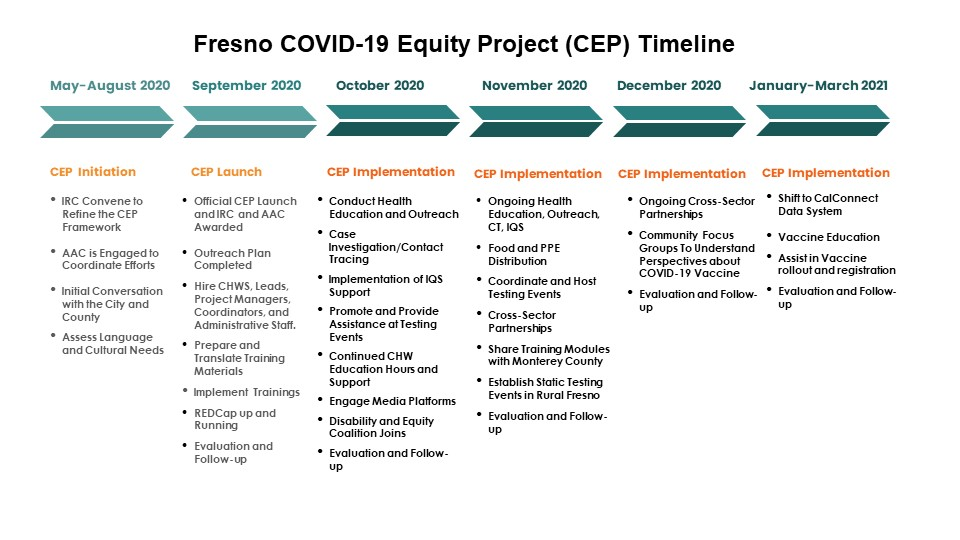 Fresno COVID-19 Equity Project (CEP) Timeline
May-August 2020
September 2020
October 2020
November 2020
December 2020
January-March 2021
CEP Initiation
• IRC Convene to
Refine the CEP
Framework
• AAC is Engaged to
Coordinate Efforts
• Initial Conversation
with the City and
County
• Assess Language
and Cultural Needs
CEP Launch
• Official CEP Launch
and IRC and AAC
Awarded
• Outreach Plan
Completed
• Hire CHWS, Leads,
Project Managers,
Coordinators, and
Administrative Staff.
• Prepare and
Translate Training
Materials
• Implement Trainings
• REDCap up and
Running
• Evaluation and
Follow-up
CEP Implementation
• Conduct Health
Education and Outreach
• Case
Investigation/Contact
Tracing
• Implementation of IQS
Support
• Promote and Provide
Assistance at Testing
Events
• Continued CHW
Education Hours and
Support
• Engage Media Platforms
• Disability and Equity
Coalition Joins
• Evaluation and Follow-
up
CEP Implementation
• Ongoing Health
Education, Outreach,
CT, IQS
• Food and PPE
Distribution
• Coordinate and Host
Testing Events
• Cross-Sector
Partnerships
• Share Training Modules
with Monterey County
• Establish Static Testing
Events in Rural Fresno
• Evaluation and Follow-
up
CEP Implementation
• Ongoing Cross-Sector
Partnerships
• Community Focus
Groups To Understand
Perspectives about
COVID-19 Vaccine
• Evaluation and Follow-
up
CEP Implementation
• Shift to CalConnect
Data System
• Vaccine Education
• Assist in Vaccine
rollout and registration
• Evaluation and Follow-
up